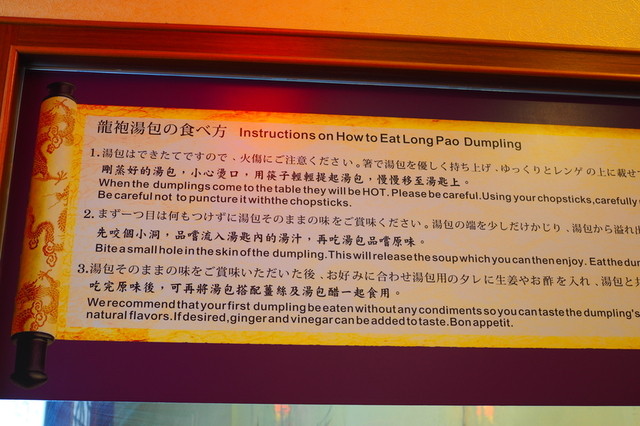 龍袍湯包の食べ方 Instructions on How to Eat Long Pao Dumpling
1.湯包はできたてですので、火傷にご注意ください。箸で湯包を優しく持ち上げ、ゆっくりとレンゲの上に載せ
剛蒸好的湯包，小心燙口，用筷子輕輕提起湯包，慢慢移至湯匙上。
When the dumplings come to the table they will be HOT. Please be careful. Using your chopsticks, carefully
Be careful not to puncture it with the chopsticks.
2.まず一つ目は何もつけずに湯包そのままの味をご賞味ください。湯包の端を少しだけかじり、湯包から溢れ
先咬個小洞，品嚐流入湯匙內的湯汁，再吃湯包品嚐原味。
Bite a small hole in the skin of the dumpling. This will release the soup which you can then enjoy. Eat the
3.湯包そのままの味をご賞味いただいた後、お好みに合わせ湯包用のタレに生姜やお酢を入れ、湯包と
吃完原味後，可再將湯包搭配薑絲及湯包醋一起食用。
We recommend that your first dumpling be eaten without any condiments so you can taste the dumpling's
natural flavors. If desired, ginger and vinegar can be added to taste. Bon appetit.